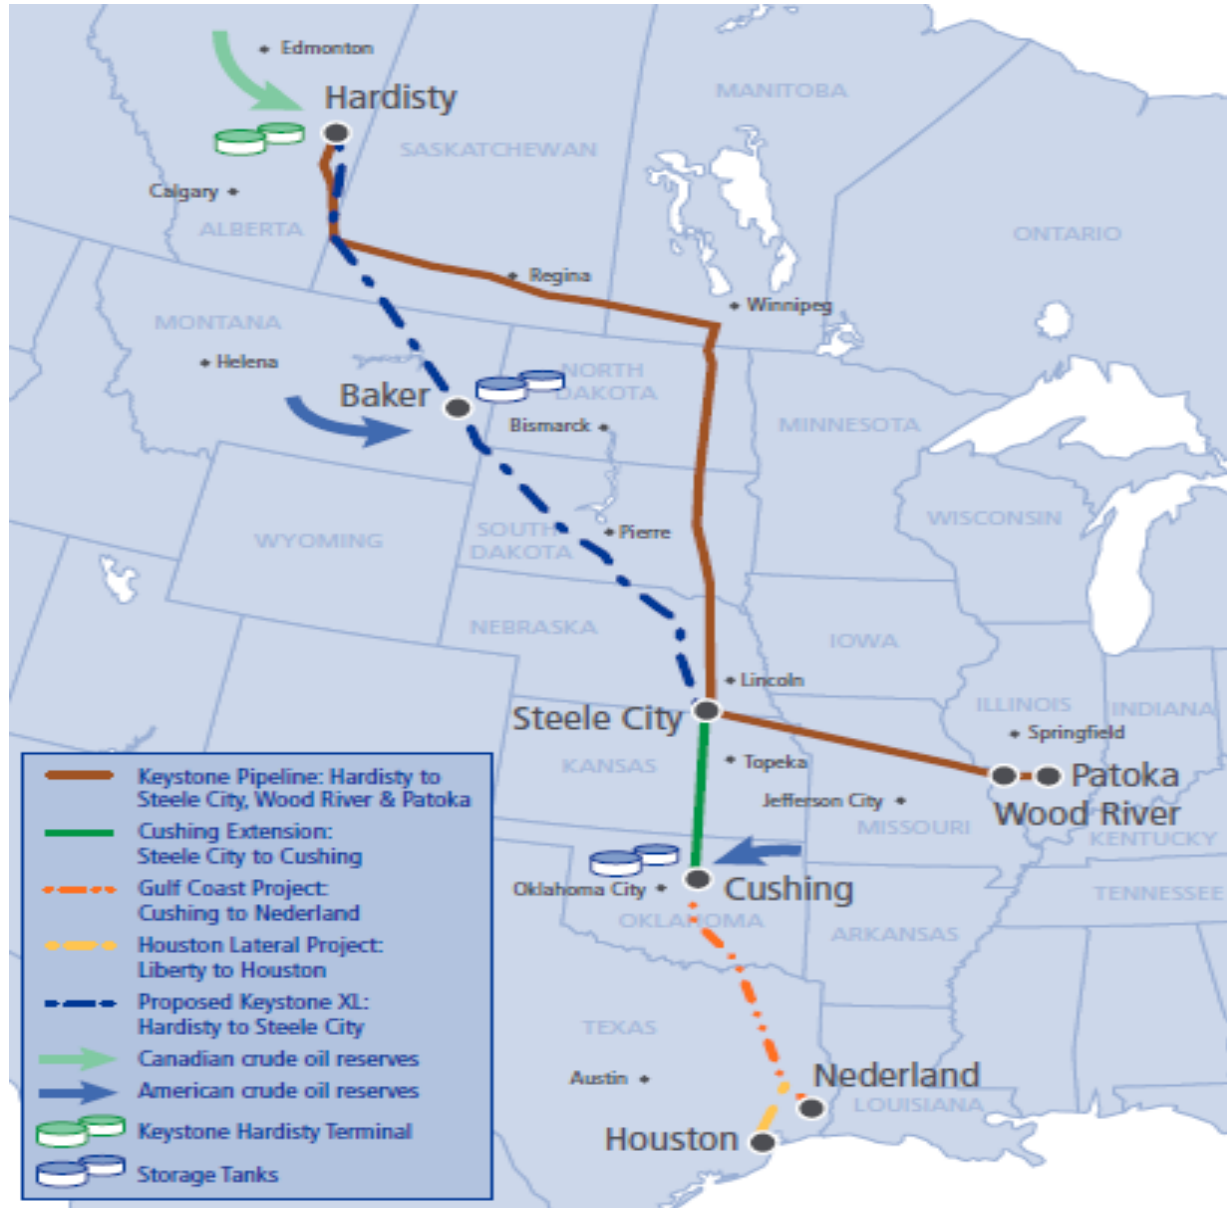 Edmonton
Hardisty
MANITOBA
SASKATCHEWAN
Calgary
ALBERTA
ONTARIO
Regina
Winnipeg
MONTANA
Helena
NORTH
DAKOTA
Baker
Bismarck
MINNESOTA
WISCONSIN
WYOMING
SOUTH
DAKOTA
Pierre
NEBRASKA
IOWA
Lincoln
ILLINOIS
INDIANA
Steele City
Springfield
KANSAS
Topeka
Patoka
Jefferson City
Wood River
MISSOURI
KENTUCKY
Oklahoma City
Cushing
TENNESSEE
OKLAHOMA
ARKANSAS
TEXAS
Austin
Nederland
LOUISIANA
Houston
Keystone Pipeline: Hardisty to
Steele City, Wood River & Patoka
Cushing Extension:
Steele City to Cushing
Gulf Coast Project:
Cushing to Nederland
Houston Lateral Project:
Liberty to Houston
Proposed Keystone XL:
Hardisty to Steele City
Canadian crude oil reserves
American crude oil reserves
Keystone Hardisty Terminal
Storage Tanks